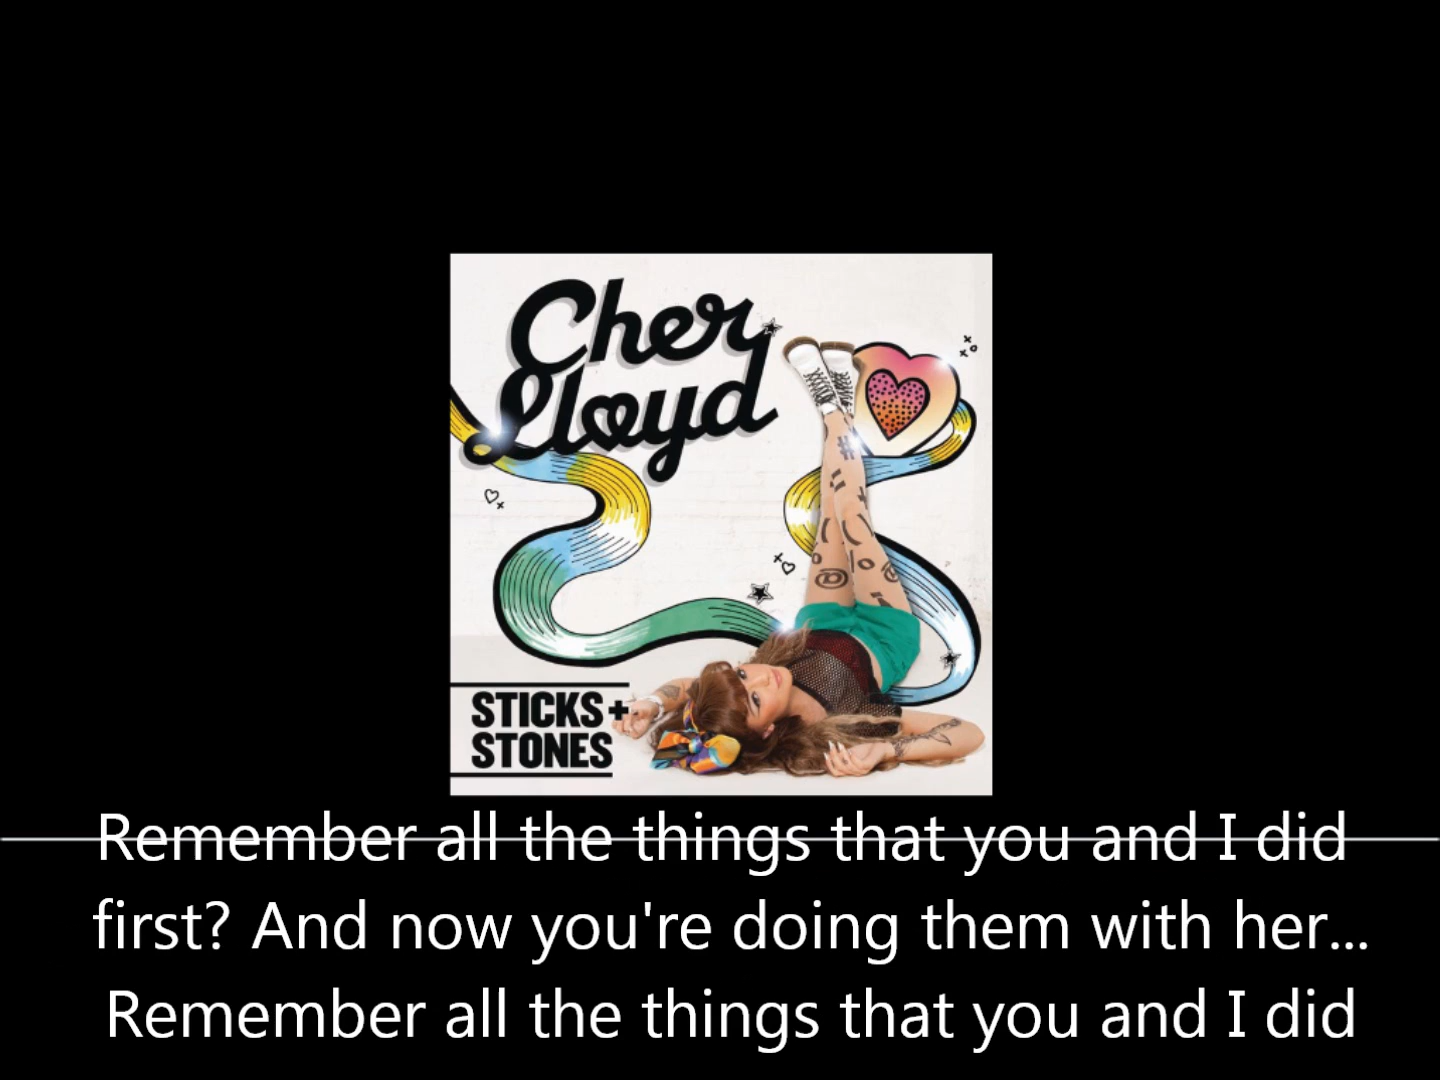 Cher
Lloyd
STICKS+
STONES
Remember all the things that you and I did
first? And now you're doing them with her...
Remember all the things that you and I did